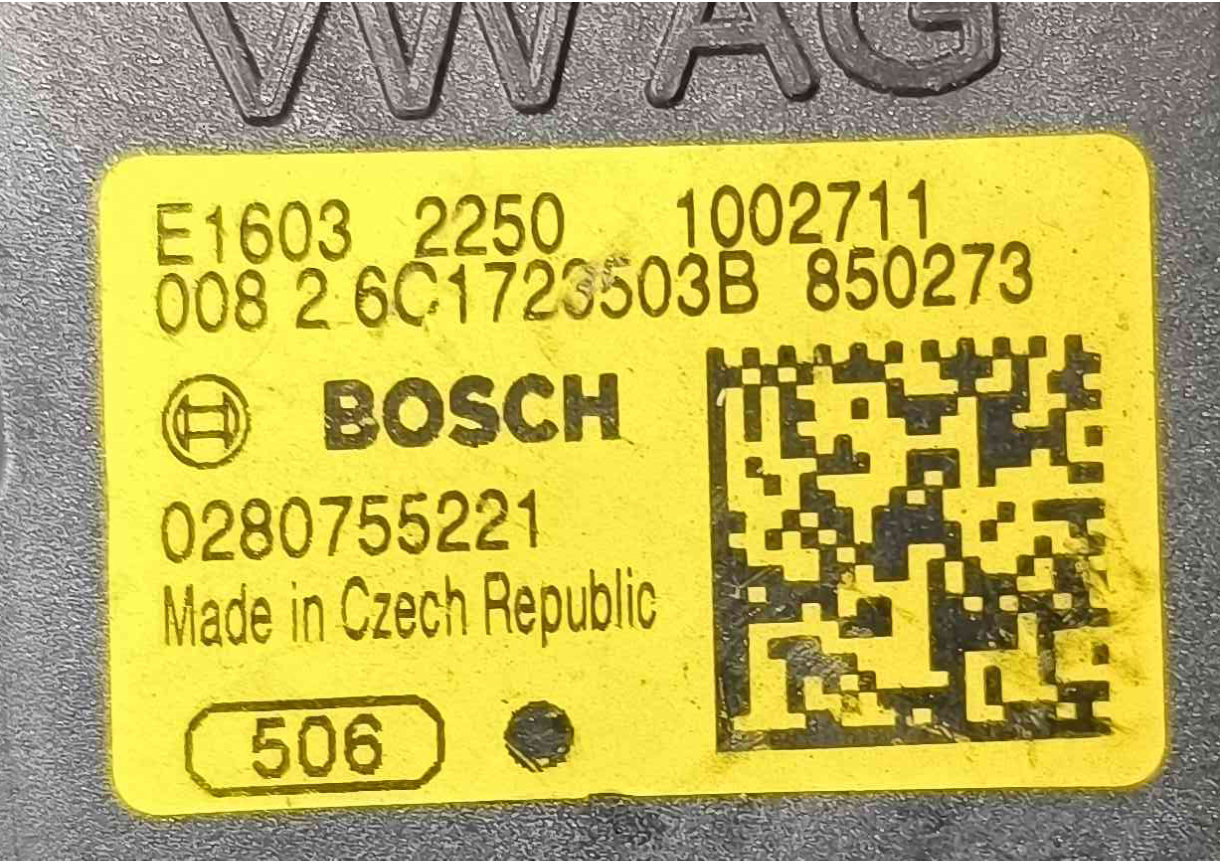 VW AG
E1603 2250 1002711
008 2 6C1723503B 850273
BOSCH
0280755221
Made in Czech Republic
506